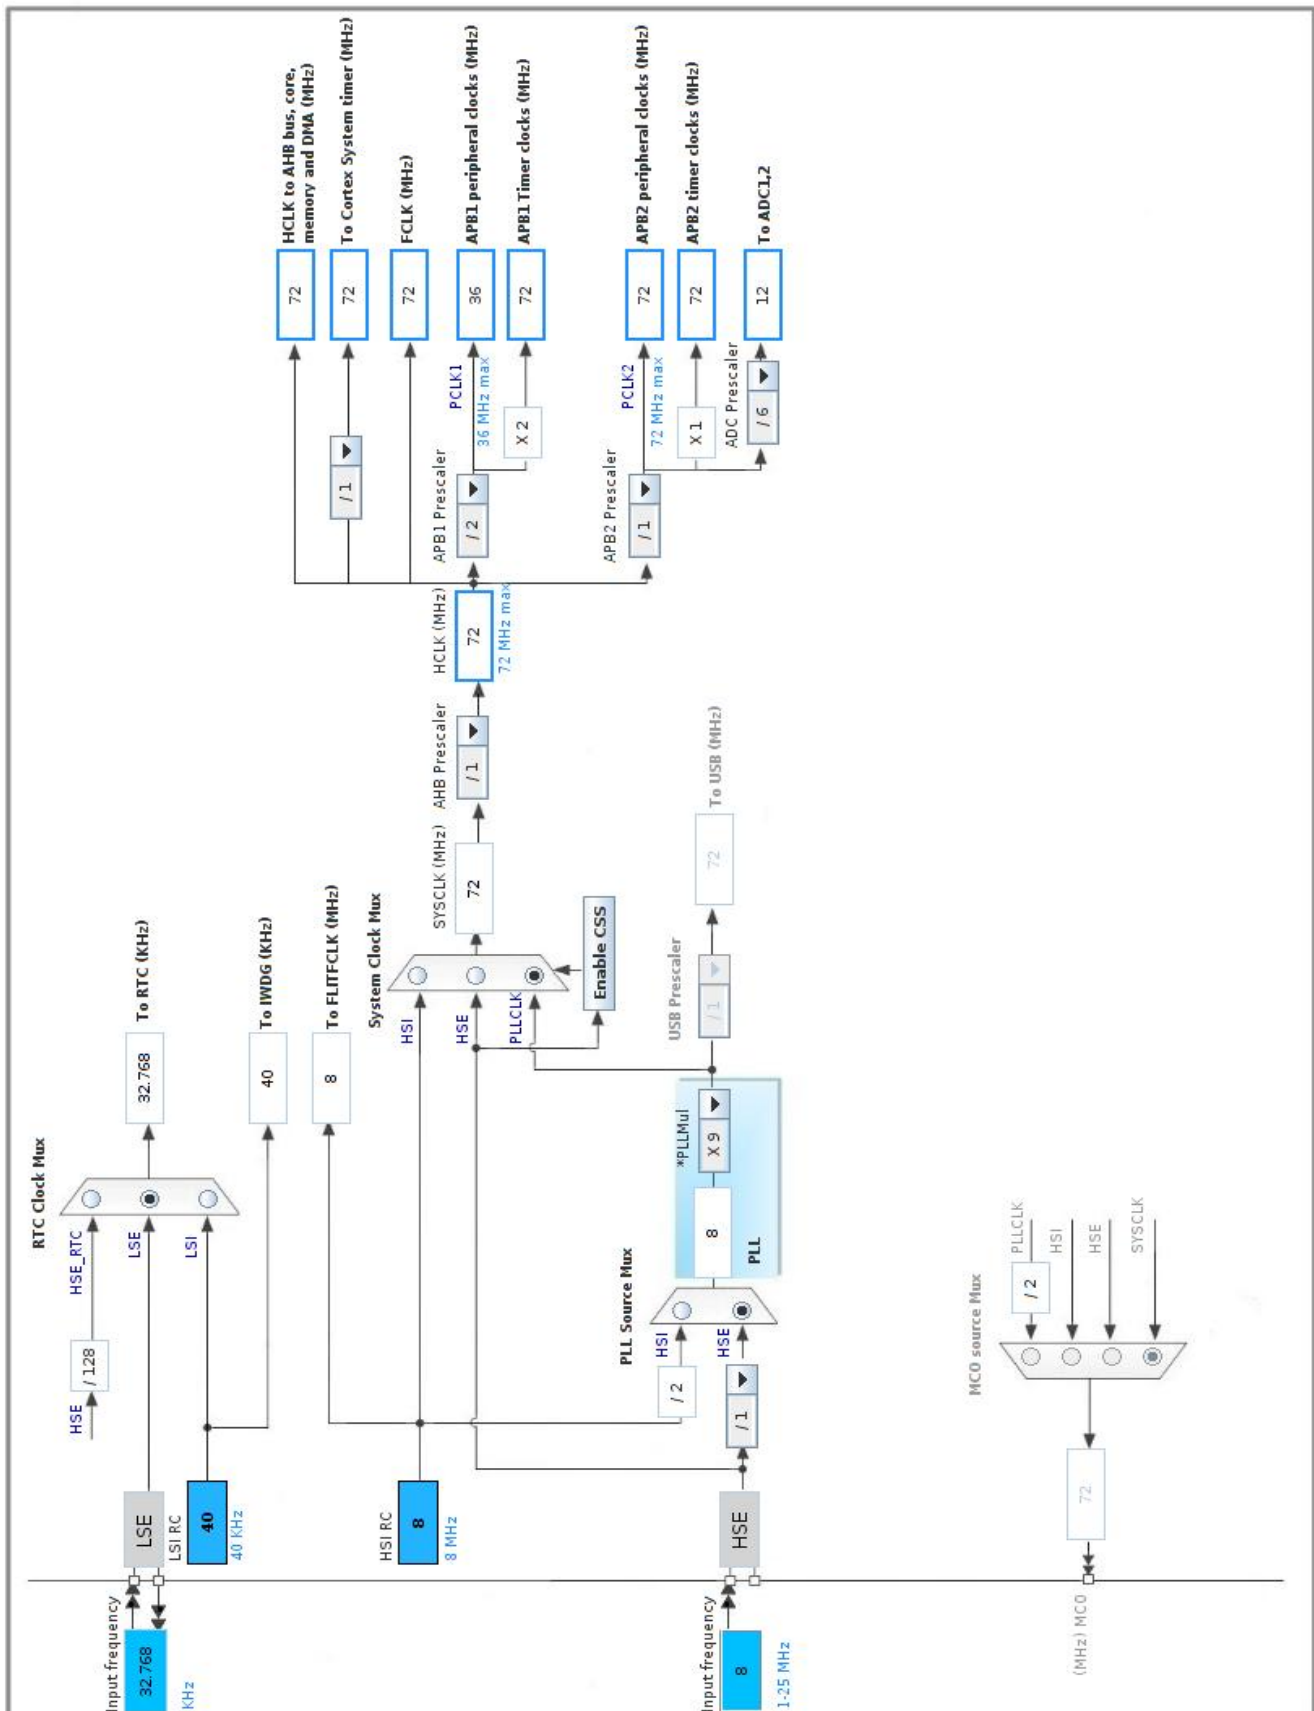 RTC Clock Mux
HSE
/ 128
HSE_RTC
LSE
LSI
32.768
To RTC (KHz)
Input frequency
32.768
KHz
LSE
LSI RC
40
40 KHz
40
To IWDG (KHz)
8
To FLITFCLK (MHz)
HSI RC
8
8 MHz
System Clock Mux
HSI
HSE
PLLCLK
Enable CSS
SYSCLK (MHz)
72
AHB Prescaler
/ 1
HCLK (MHz)
72
72 MHz max
72
HCLK to AHB bus, core,
memory and DMA (MHz)
/ 1
72
To Cortex System timer (MHz)
72
FCLK (MHz)
APB1 Prescaler
/ 2
PCLK1
36 MHz max
36
APB1 peripheral clocks (MHz)
X 2
72
APB1 Timer clocks (MHz)
APB2 Prescaler
/ 1
PCLK2
72 MHz max
72
APB2 peripheral clocks (MHz)
X 1
72
APB2 timer clocks (MHz)
ADC Prescaler
/ 6
12
To ADC1,2
PLL Source Mux
HSI
/ 2
HSE
/ 1
Input frequency
8
1-25 MHz
HSE
8
PLL
*PLLMul
X 9
USB Prescaler
/ 1
72
To USB (MHz)
MCO source Mux
PLLCLK
/ 2
HSI
HSE
SYSCLK
72
(MHz) MCO